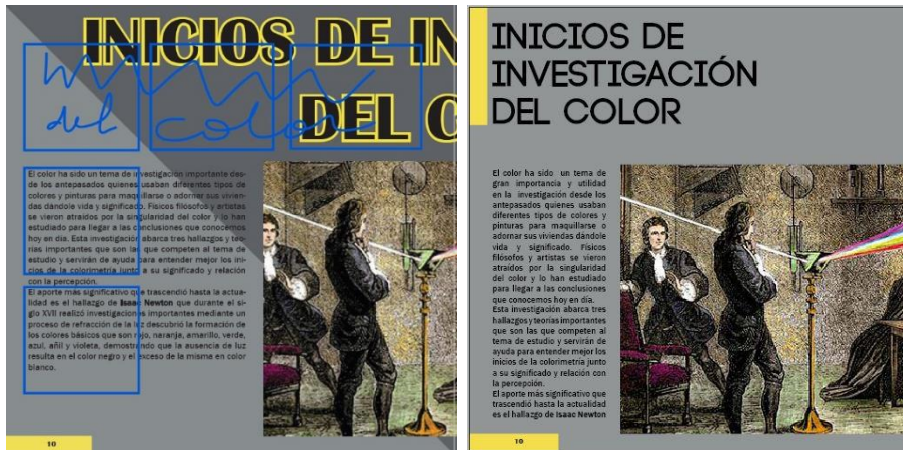 INICIOS DE IN
DEL C
del
color
El color ha sido un tema de investigación importante des-
de los antepasados quienes usaban diferentes tipos de
colores y pinturas para maquillarse o adornar sus vivien-
das dándole vida y significado. Físicos filósofos y artistas
se vieron atraídos por la singularidad del color y lo han
estudiado para llegar a las conclusiones que conocemos
hoy en día. Esta investigación abarca tres hallazgos y teo-
rías importantes que son las que competen al tema de
estudio y servirán de ayuda para entender mejor los ini-
cios de la colorimetría junto a su significado y relación
con la percepción.
El aporte más significativo que trascendió hasta la actua-
lidad es el hallazgo de Isaac Newton que durante el si-
glo XVII realizó investigaciones importantes mediante un
proceso de refracción de la luz descubrió la formación de
los colores básicos que son rojo, naranja, amarillo, verde,
azul, añil y violeta, demostrando que la ausencia de luz
resulta en el color negro y el exceso de la misma en color
blanco.
10
INICIOS DE
INVESTIGACIÓN
DEL COLOR
El color ha sido un tema de
gran importancia y utilidad
en la investigación desde los
antepasados quienes usaban
diferentes tipos de colores y
pinturas para maquillarse o
adornar sus viviendas dándole
vida y significado. Físicos
filósofos y artistas se vieron
atraídos por la singularidad
del color y lo han estudiado
para llegar a las conclusiones
que conocemos hoy en día.
Esta investigación abarca tres
hallazgos y teorías importantes
que son las que competen al
tema de estudio y servirán de
ayuda para entender mejor los
inicios de la colorimetría junto
a su significado y relación con
la percepción.
El aporte más significativo que
trascendió hasta la actualidad
es el hallazgo de Isaac Newton
10